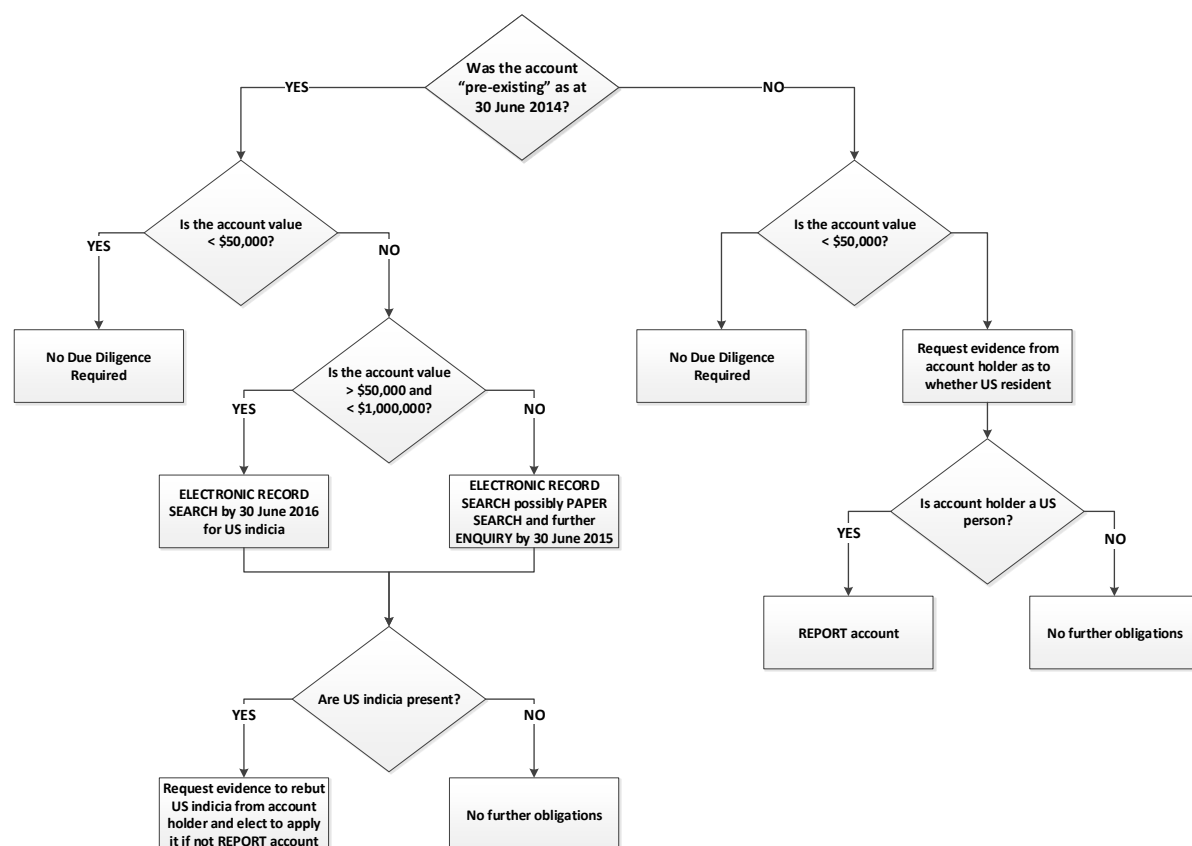 Was the account
“pre-existing” as at
30 June 2014?
YES
NO
Is the account value
< $50,000?
Is the account value
< $50,000?
YES
NO
No Due Diligence
Required
No Due Diligence
Required
Request evidence from
account holder as to
whether US resident
Is the account value
> $50,000 and
< $1,000,000?
YES
NO
ELECTRONIC RECORD
SEARCH by 30 June 2016
for US indicia
ELECTRONIC RECORD
SEARCH possibly PAPER
SEARCH and further
ENQUIRY by 30 June 2015
Is account holder a US
person?
YES
NO
REPORT account
No further obligations
Are US indicia present?
YES
NO
Request evidence to rebut
US indicia from account
holder and elect to apply
it if not REPORT account
No further obligations